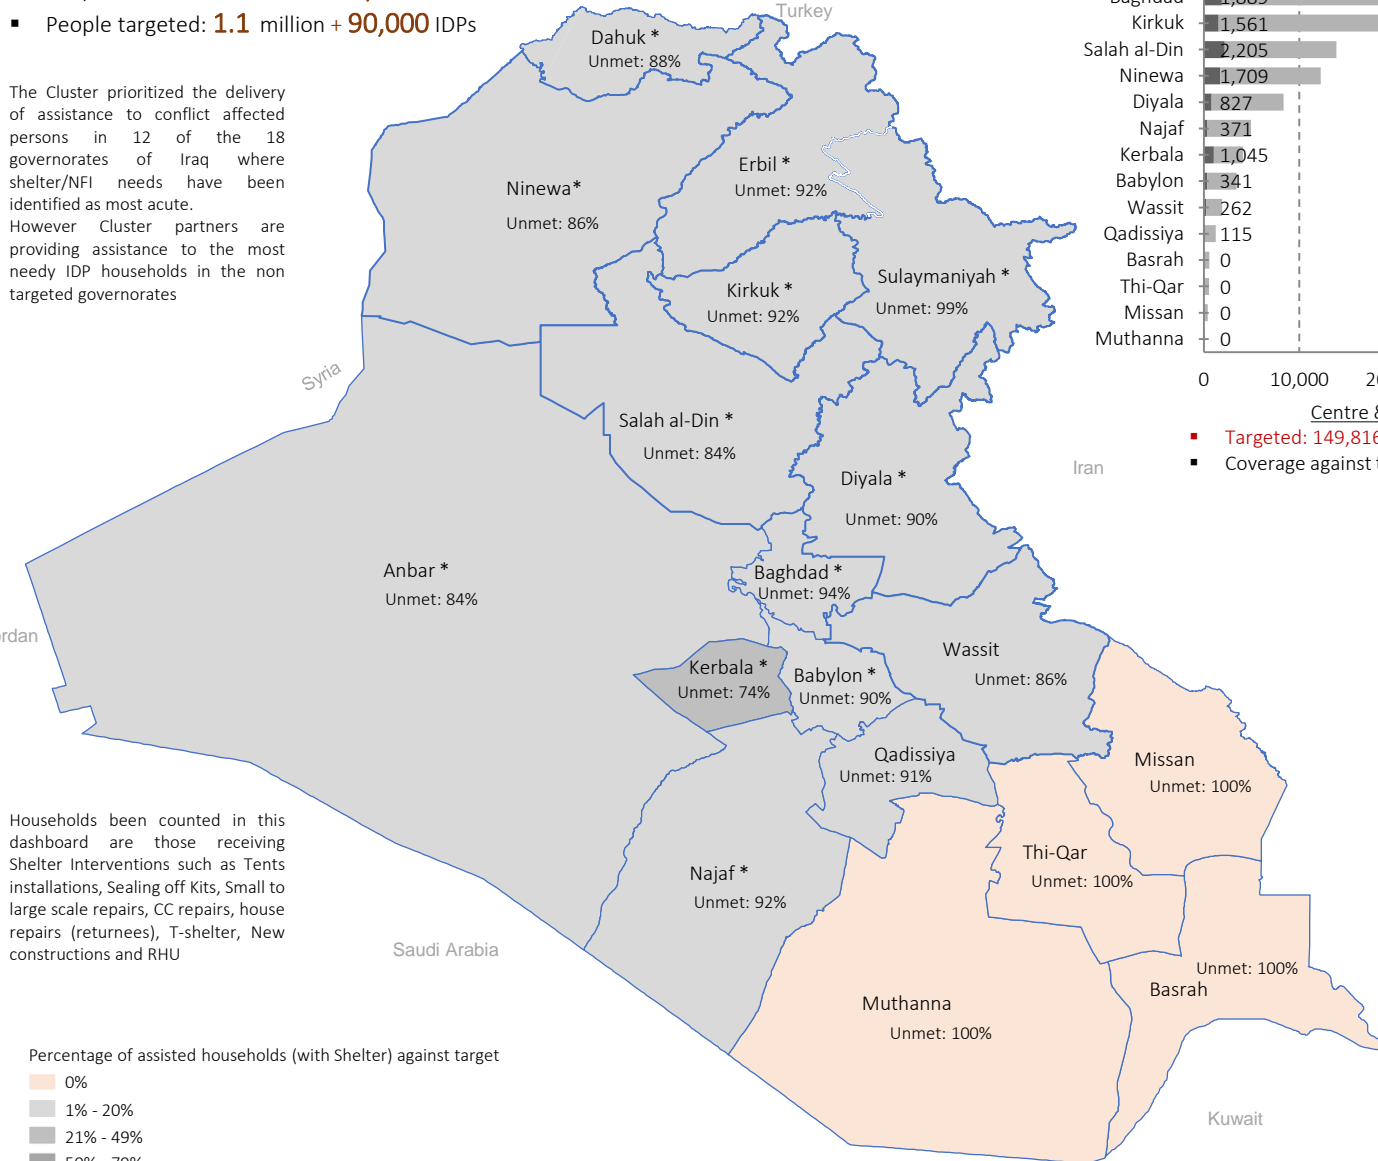 ▪ People targeted: 1.1 million + 90,000 IDPs
The Cluster prioritized the delivery
of assistance to conflict affected
persons in 12 of the 18
governorates of Iraq where
shelter/NFI needs have been
identified as most acute.
However Cluster partners are
providing assistance to the most
needy IDP households in the non
targeted governorates
Turkey
Dahuk *
Unmet: 88%
Ninewa*
Unmet: 86%
Erbil *
Unmet: 92%
Kirkuk *
Unmet: 92%
Sulaymaniyah *
Unmet: 99%
Syria
Salah al-Din *
Unmet: 84%
Diyala *
Unmet: 90%
Iran
Anbar *
Unmet: 84%
Baghdad *
Unmet: 94%
Kerbala *
Unmet: 74%
Babylon *
Unmet: 90%
Wassit
Unmet: 86%
Qadissiya
Unmet: 91%
Missan
Unmet: 100%
Thi-Qar
Unmet: 100%
Najaf *
Unmet: 92%
Muthanna
Unmet: 100%
Unmet: 100%
Basrah
Saudi Arabia
Kuwait
Kirkuk 1,561
Salah al-Din 2,205
Ninewa 1,709
Diyala 827
Najaf 371
Kerbala 1,045
Babylon 341
Wassit 262
Qadissiya 115
Basrah 0
Thi-Qar 0
Missan 0
Muthanna 0
0 10,000
Centre
▪ Targeted: 149,816
▪ Coverage against
Households been counted in this
dashboard are those receiving
Shelter Interventions such as Tents
installations, Sealing off Kits, Small to
large scale repairs, CC repairs, house
repairs (returnees), T-shelter, New
constructions and RHU
Percentage of assisted households (with Shelter) against target
0%
1% - 20%
21% - 49%